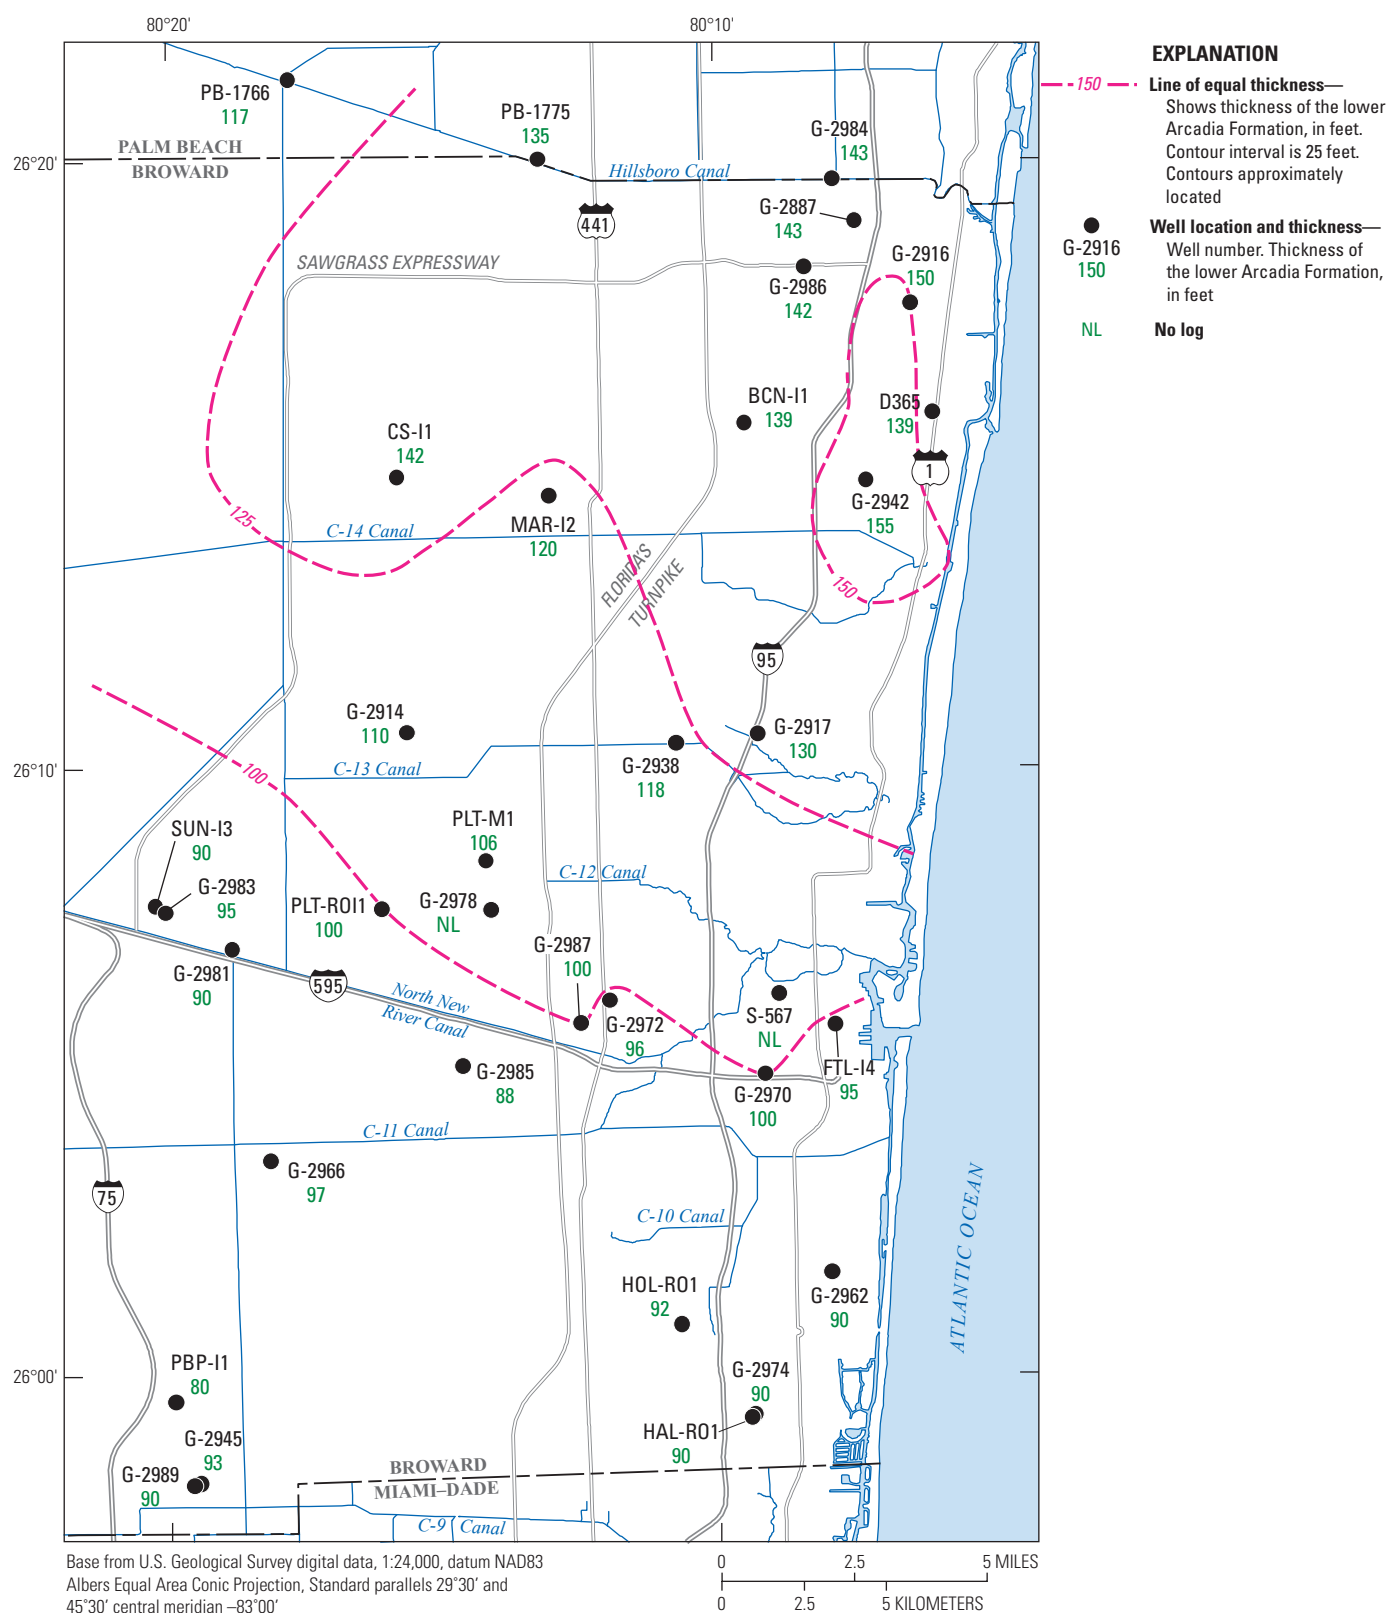 80°20'
80°10'
EXPLANATION
150
Line of equal thickness—
Shows thickness of the lower
Arcadia Formation, in feet.
Contour interval is 25 feet.
Contours approximately
located
Well location and thickness—
G-2916
150
Well number. Thickness of
the lower Arcadia Formation,
in feet
NL
No log
PB-1766
117
PB-1775
135
G-2984
143
26°20'
PALM BEACH
BROWARD
Hillsboro Canal
441
G-2887
143
SAWGRASS EXPRESSWAY
G-2986
142
G-2916
150
BCN-I1
139
D365
139
CS-I1
142
1
G-2942
155
125
MAR-I2
120
C-14 Canal
FLORIDA'S
TURNPIKE
150
95
G-2914
110
G-2917
130
26°10'
100
C-13 Canal
G-2938
118
SUN-I3
90
PLT-M1
106
C-12 Canal
G-2983
95
PLT-ROI1
100
G-2978
NL
G-2987
100
G-2981
90
595
North New
River Canal
G-2972
96
S-567
NL
G-2985
88
G-2970
100
FTL-I4
95
C-11 Canal
G-2966
97
75
C-10 Canal
ATLANTIC OCEAN
HOL-RO1
92
G-2962
90
26°00'
PBP-I1
80
G-2974
90
G-2945
93
HAL-RO1
90
G-2989
90
BROWARD
MIAMI–DADE
C-9 Canal
Base from U.S. Geological Survey digital data, 1:24,000, datum NAD83
Albers Equal Area Conic Projection, Standard parallels 29°30' and
45°30' central meridian –83°00'
0 2.5 5 MILES
0 2.5 5 KILOMETERS